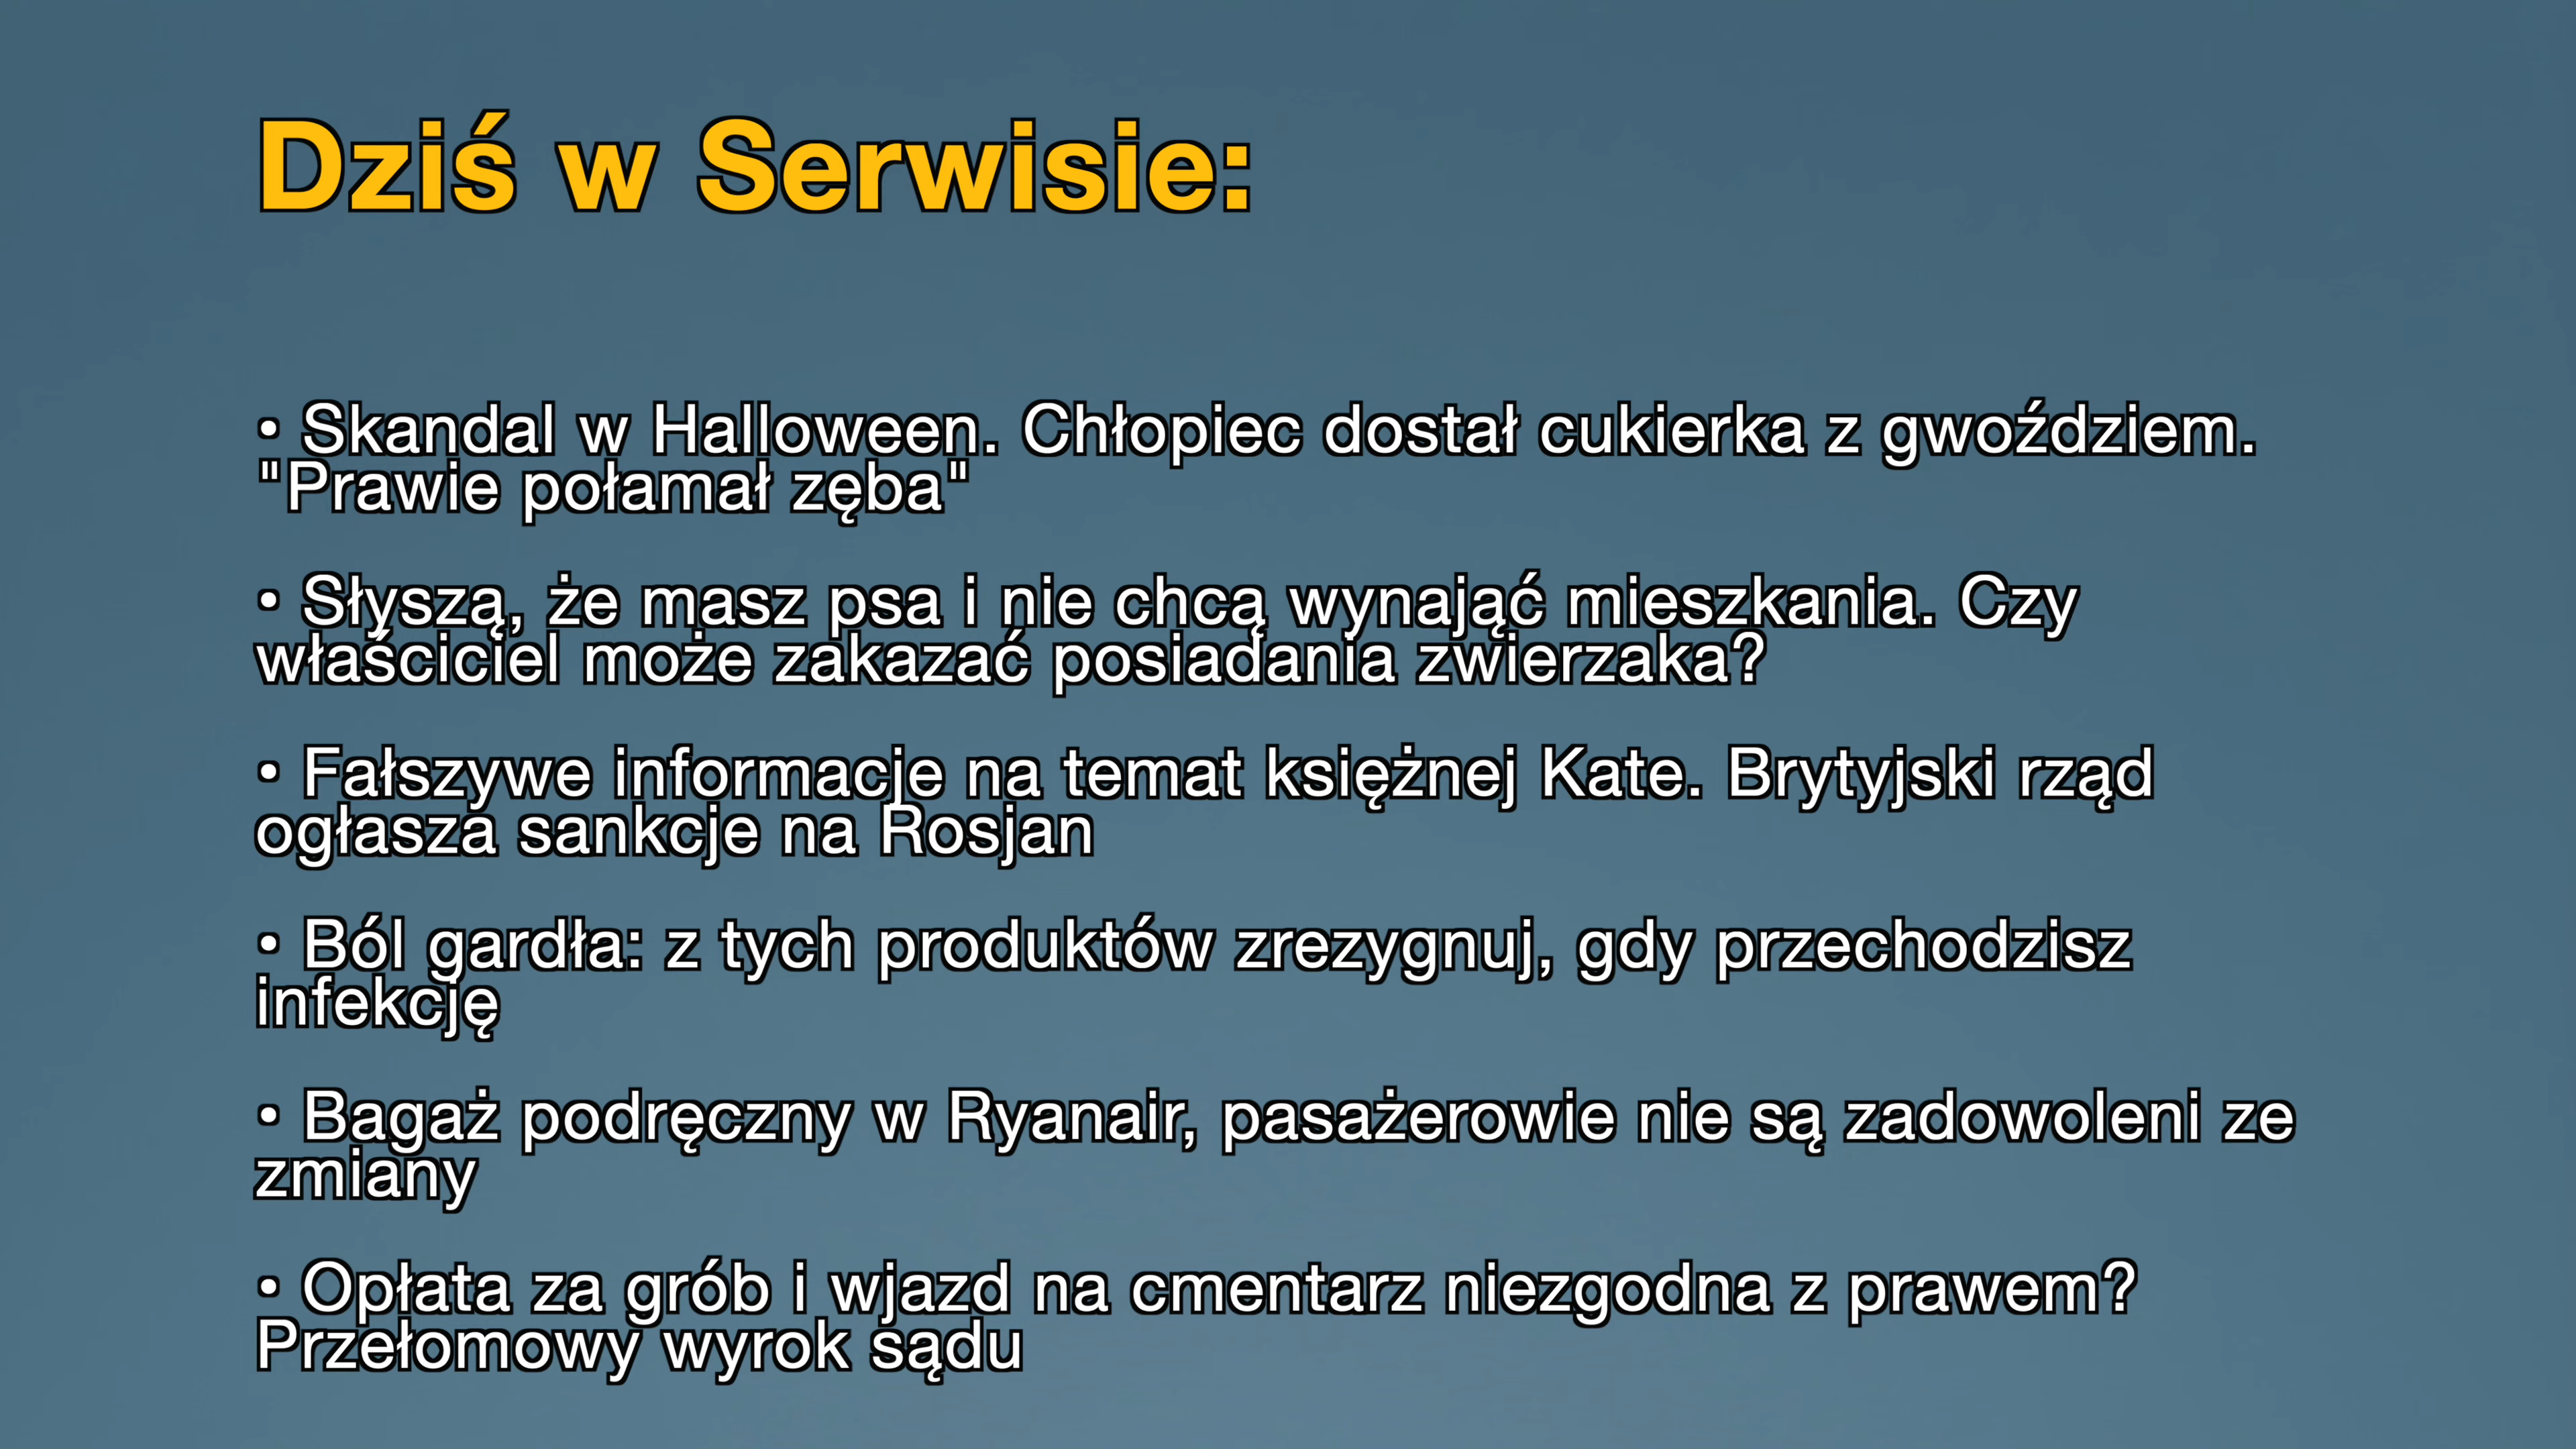 Dziś w Serwisie:
• Skandal w Halloween. Chłopiec dostał cukierka z gwoździem.
"Prawie połamał zęba"
• Słyszą, że masz psa i nie chcą wynająć mieszkania. Czy
właściciel może zakazać posiadania zwierzaka?
• Fałszywe informacje na temat księżnej Kate. Brytyjski rząd
ogłasza sankcje na Rosjan
• Ból gardła: z tych produktów zrezygnuj, gdy przechodzisz
infekcję
• Bagaż podręczny w Ryanair, pasażerowie nie są zadowoleni ze
zmiany
• Opłata za grób i wjazd na cmentarz niezgodna z prawem?
Przełomowy wyrok sądu